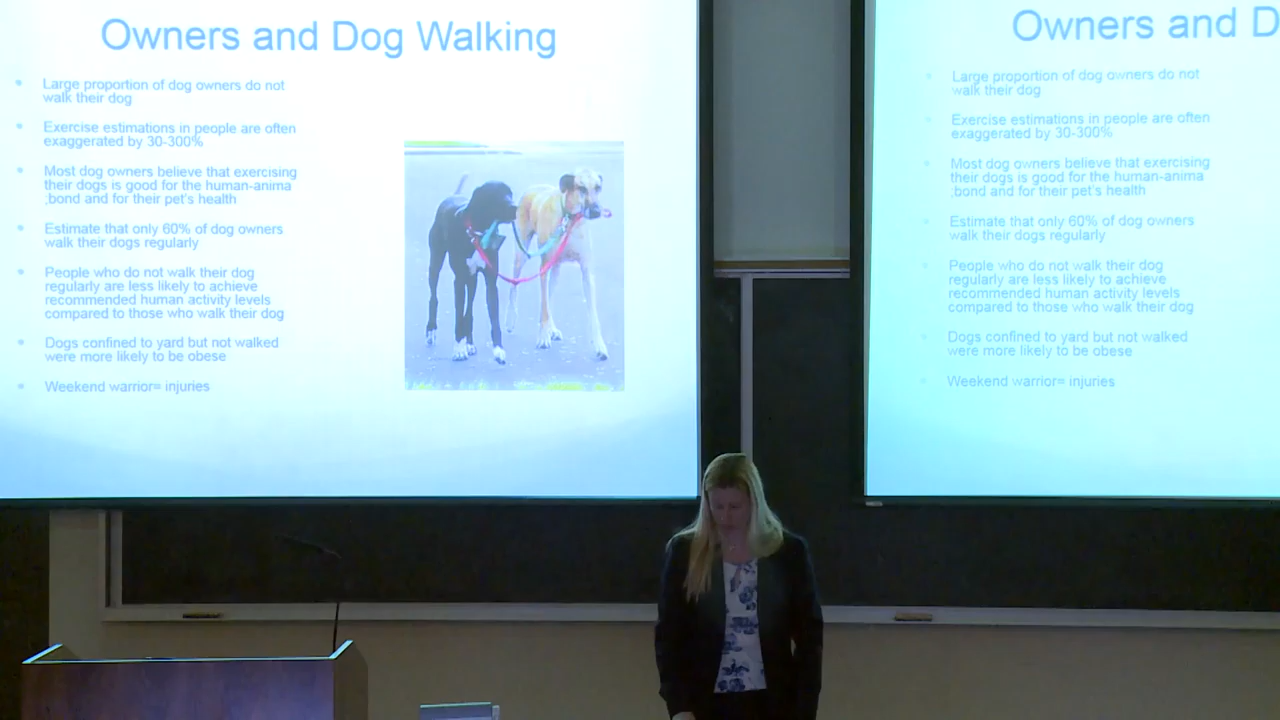 Owners and Dog Walking
Large proportion of dog owners do not
walk their dog
Exercise estimations in people are often
exaggerated by 30-300%
Most dog owners believe that exercising
their dogs is good for the human-anima
;bond and for their pet's health
Estimate that only 60% of dog owners
walk their dogs regularly
People who do not walk their dog
regularly are less likely to achieve
recommended human activity levels
compared to those who walk their dog
Dogs confined to yard but not walked
were more likely to be obese
Weekend warrior= injuries
Owners and D
Large proportion of dog owners do not
walk their dog
Exercise estimations in people are often
exaggerated by 30-300%
Most dog owners believe that exercising
their dogs is good for the human-anima
;bond and for their pet's health
Estimate that only 60% of dog owners
walk their dogs regularly
People who do not walk their dog
regularly are less likely to achieve
recommended human activity levels
compared to those who walk their dog
Dogs confined to yard but not walked
were more likely to be obese
Weekend warrior= injuries